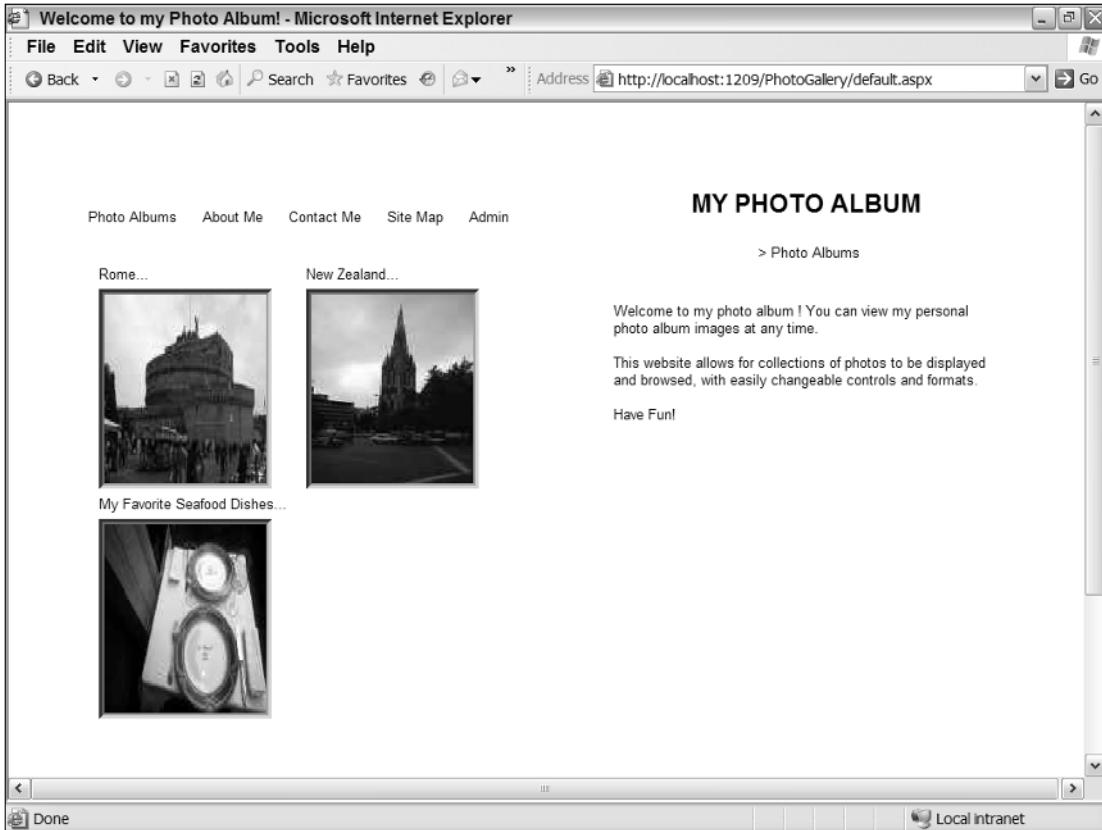 Welcome to my Photo Album! - Microsoft Internet Explorer
File Edit View Favorites Tools Help
Back Search Favorites » Address http://localhost:1209/PhotoGallery/default.aspx Go
MY PHOTO ALBUM
Photo Albums About Me Contact Me Site Map Admin
> Photo Albums
Rome...
New Zealand...
Welcome to my photo album ! You can view my personal
photo album images at any time.
This website allows for collections of photos to be displayed
and browsed, with easily changeable controls and formats.
Have Fun!
My Favorite Seafood Dishes...
Done Local intranet